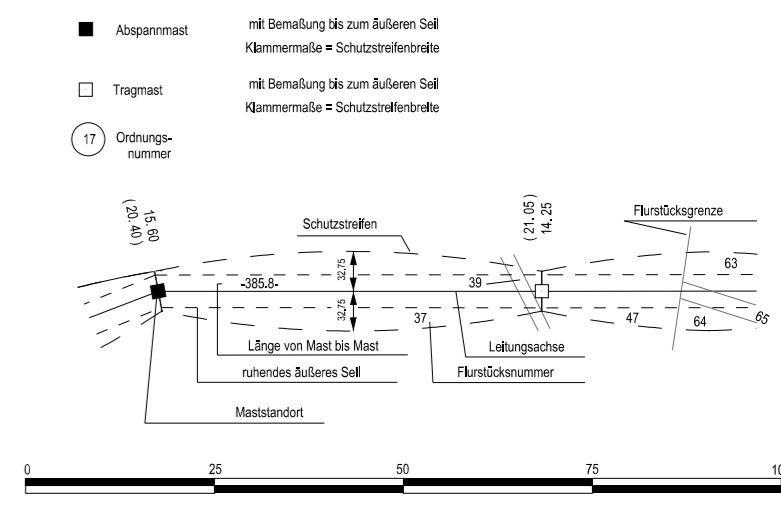 Abspannmast
mit Bemaßung bis zum äußeren Seil
Klammermaße = Schutzstreifenbreite
Tragmast
mit Bemaßung bis zum äußeren Seil
Klammermaße = Schutzstreifenbreite
17
Ordnungs-
nummer
15.60
(20.40)
(21.05)
14.25
Schutzstreifen
Flurstücksgrenze
32,75
-385.8-
39
63
32,75
37
47
64
65
Länge von Mast bis Mast
Leitungsachse
ruhendes äußeres Seil
Flurstücksnummer
Maststandort
0 25 50 75